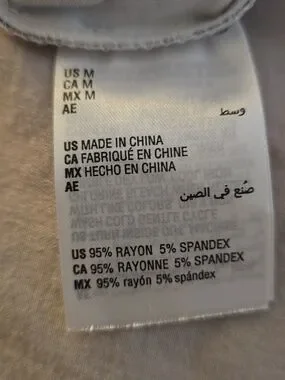 US M
CA M
MX M
AE
وسط
US MADE IN CHINA
CA FABRIQUÉ EN CHINE
MX HECHO EN CHINA
AE
صُنع في الصين
US 95% RAYON 5% SPANDEX
CA 95% RAYONNE 5% SPANDEX
MX 95% rayón 5% spándex